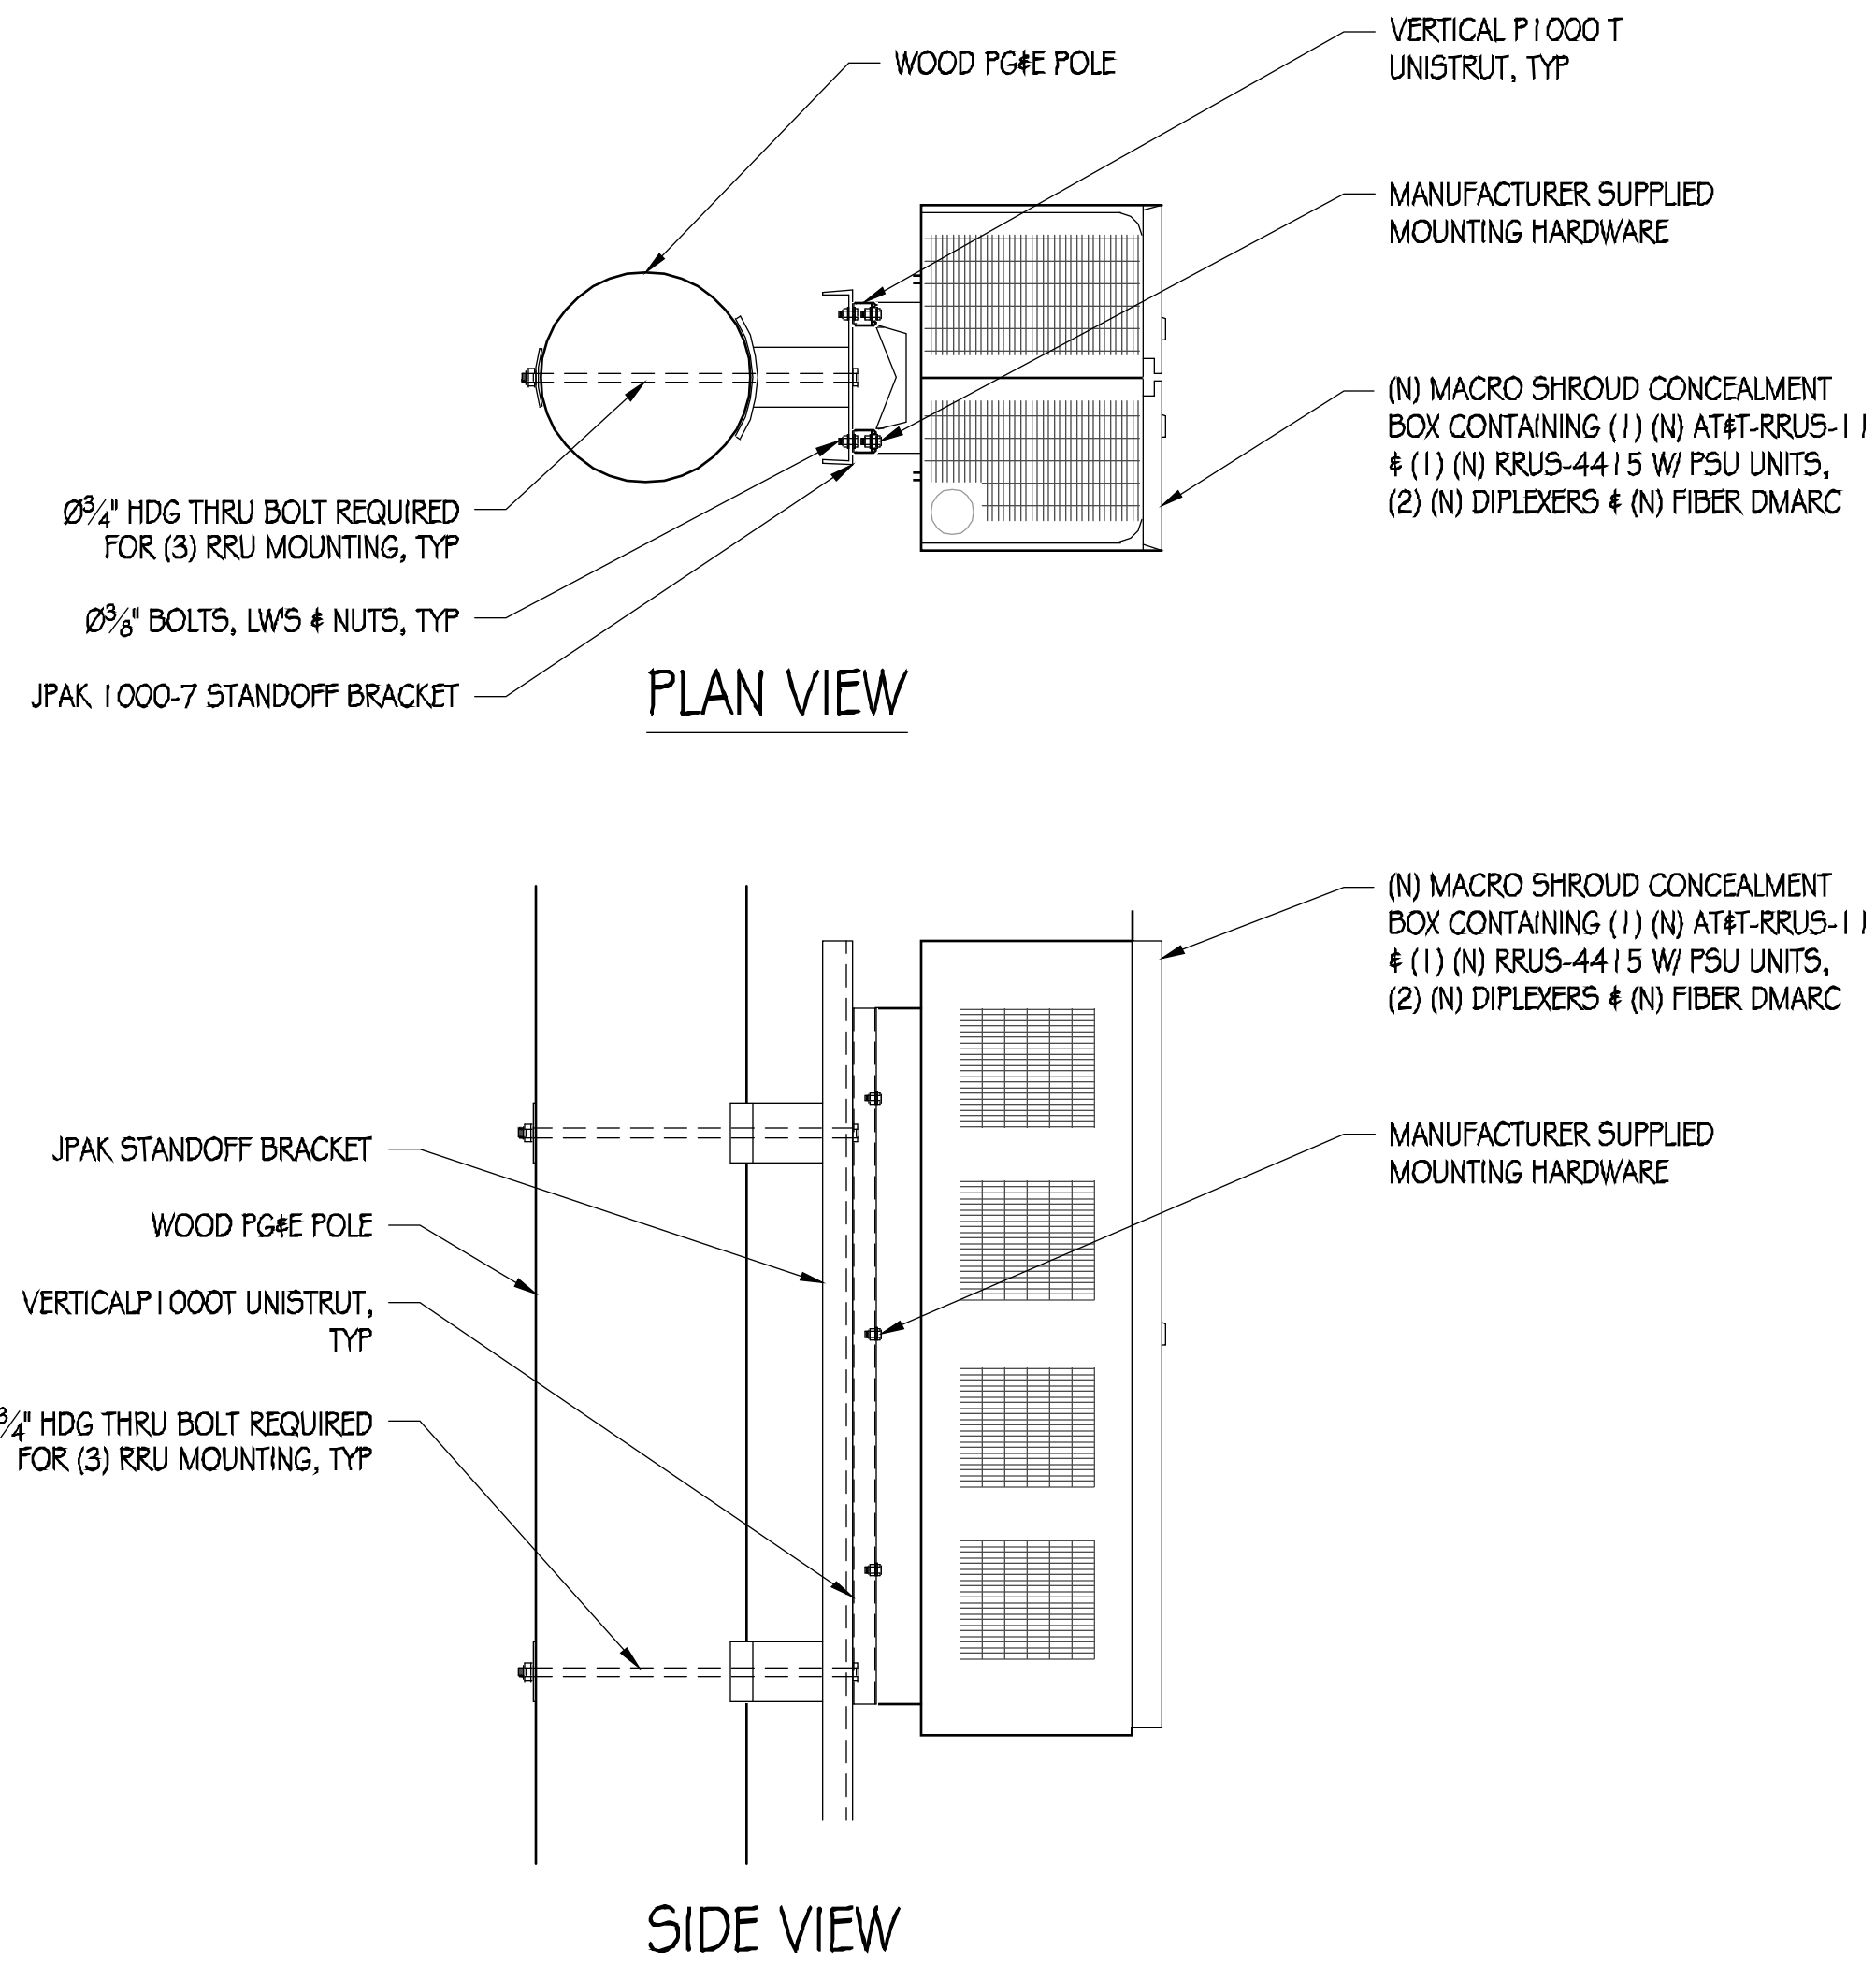 WOOD PG&E POLE
VERTICAL P1000 T
UNISTRUT, TYP
MANUFACTURER SUPPLIED
MOUNTING HARDWARE
(N) MACRO SHROUD CONCEALMENT
BOX CONTAINING (1) (N) AT&T-RRUS-11
& (1) (N) RRUS-4415 W/ PSU UNITS,
(2) (N) DIPLEXERS & (N) FIBER DMARC
Ø3/4" HDG THRU BOLT REQUIRED
FOR (3) RRU MOUNTING, TYP
Ø3/8" BOLTS, LW'S & NUTS, TYP
JPAK 1000-7 STANDOFF BRACKET
PLAN VIEW
(N) MACRO SHROUD CONCEALMENT
BOX CONTAINING (1) (N) AT&T-RRUS-11
& (1) (N) RRUS-4415 W/ PSU UNITS,
(2) (N) DIPLEXERS & (N) FIBER DMARC
MANUFACTURER SUPPLIED
MOUNTING HARDWARE
JPAK STANDOFF BRACKET
WOOD PG&E POLE
VERTICALP1000T UNISTRUT,
TYP
3/4" HDG THRU BOLT REQUIRED
FOR (3) RRU MOUNTING, TYP
SIDE VIEW